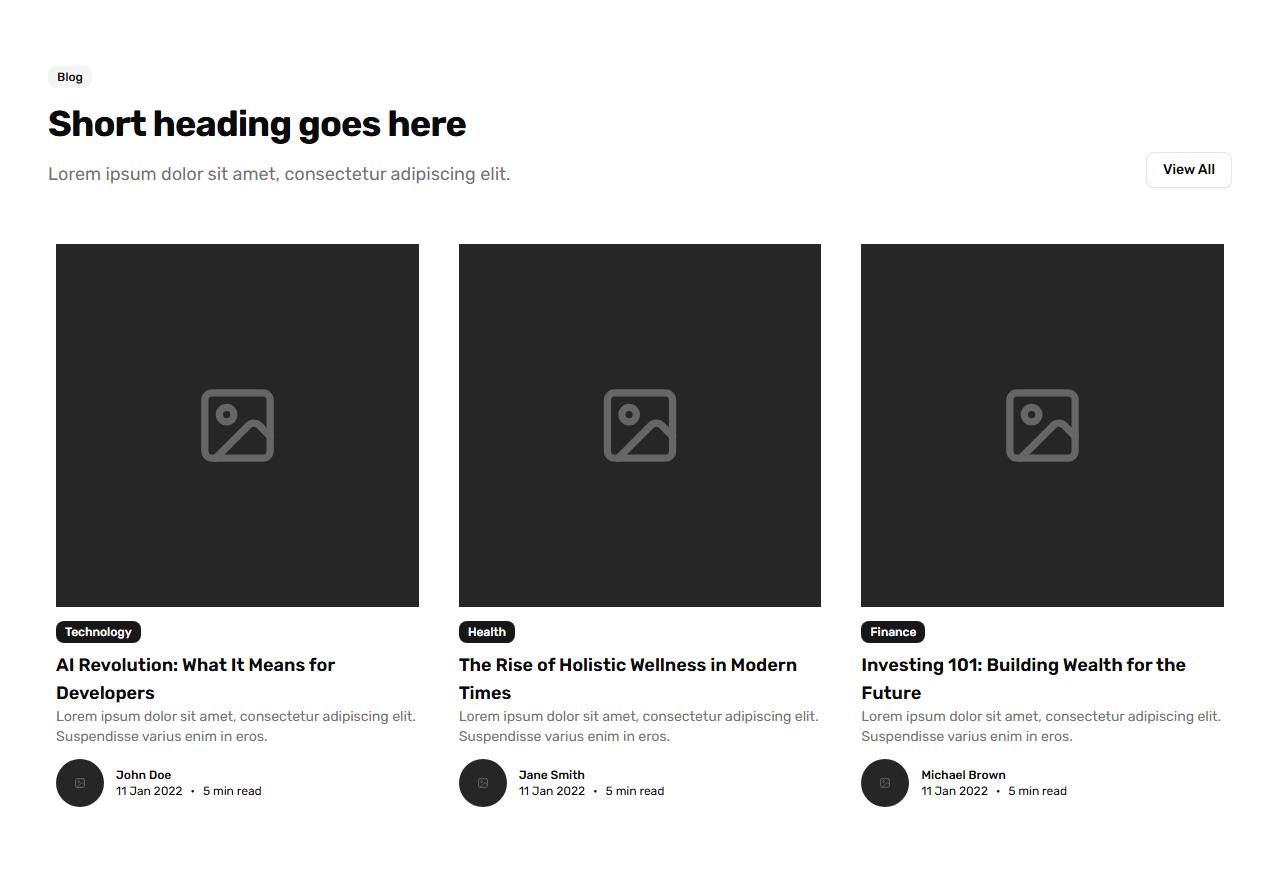 Blog
Short heading goes here
Lorem ipsum dolor sit amet, consectetur adipiscing elit.
View All
Technology
AI Revolution: What It Means for
Developers
Lorem ipsum dolor sit amet, consectetur adipiscing elit.
Suspendisse varius enim in eros.
John Doe
11 Jan 2022 • 5 min read
Health
The Rise of Holistic Wellness in Modern
Times
Lorem ipsum dolor sit amet, consectetur adipiscing elit.
Suspendisse varius enim in eros.
Jane Smith
11 Jan 2022 • 5 min read
Finance
Investing 101: Building Wealth for the
Future
Lorem ipsum dolor sit amet, consectetur adipiscing elit.
Suspendisse varius enim in eros.
Michael Brown
11 Jan 2022 • 5 min read